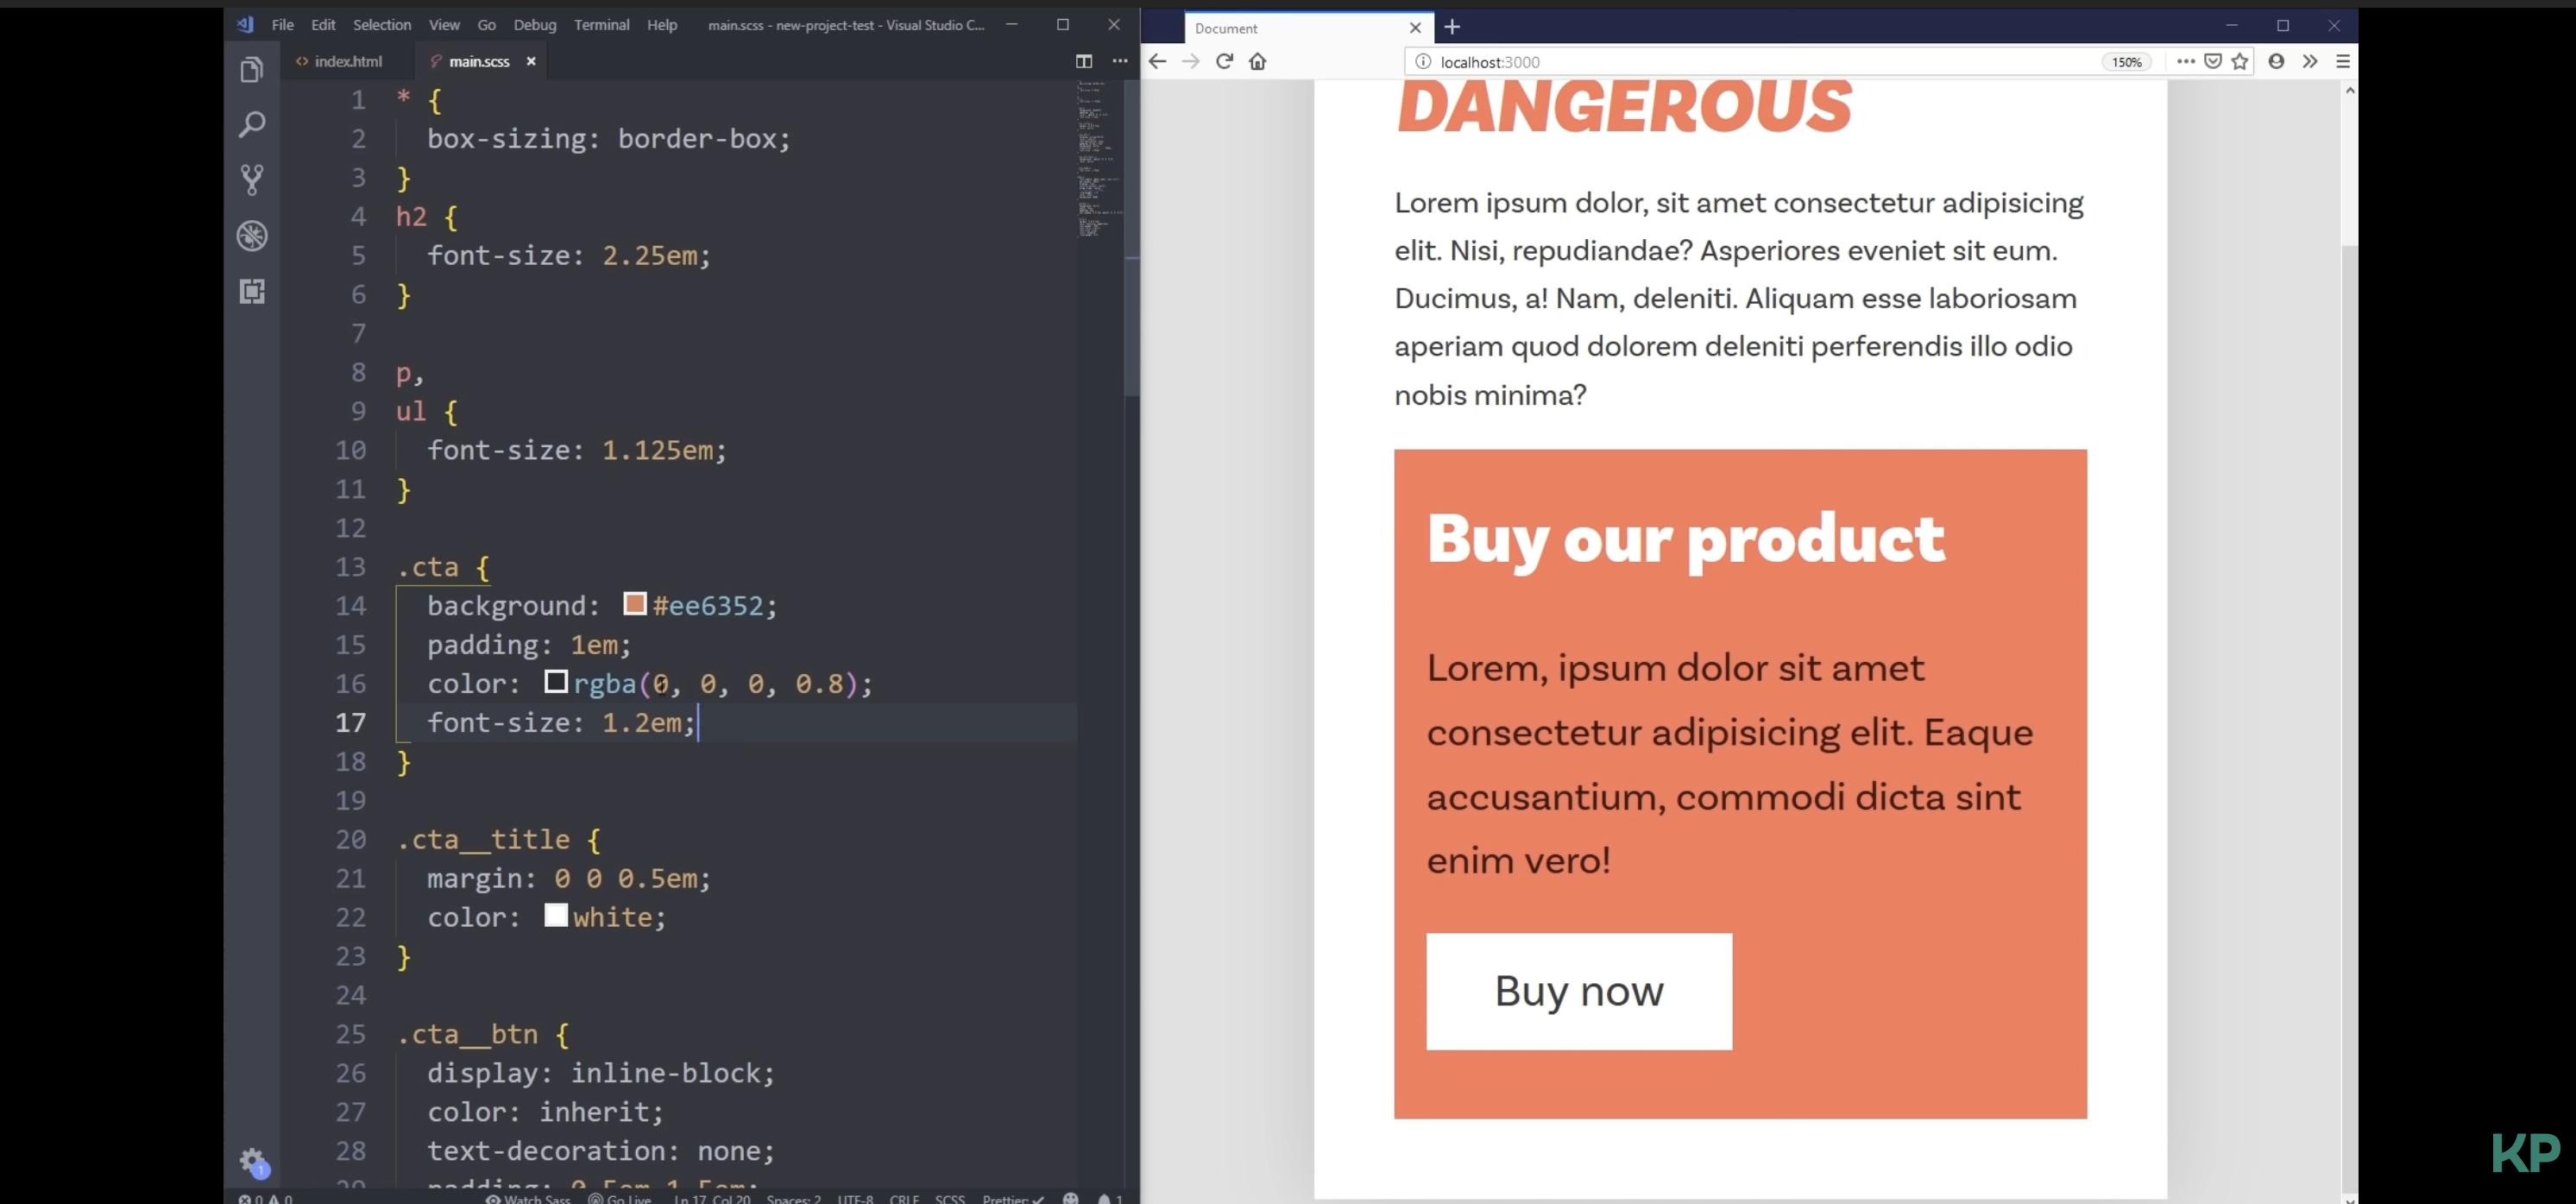 File Edit Selection View Go Debug Terminal Help main.scss - new-project-test - Visual Studio C...
index.html main.scss
1 * {
2 box-sizing: border-box;
3 }
4 h2 {
5 font-size: 2.25em;
6 }
7
8 p,
9 ul {
10 font-size: 1.125em;
11 }
12
13 .cta {
14 background: #ee6352;
15 padding: 1em;
16 color: rgba(0, 0, 0, 0.8);
17 font-size: 1.2em;
18 }
19
20 .cta__title {
21 margin: 0 0 0.5em;
22 color: white;
23 }
24
25 .cta__btn {
26 display: inline-block;
27 color: inherit;
28 text-decoration: none;
29 padding: 0.5em 1.5em;
1
0 0 Watch Sass Go Live Ln 17, Col 20 Spaces: 2 UTF-8 CRLF SCSS Prettier: ✓ 1
Document
localhost:3000 150%
DANGEROUS
Lorem ipsum dolor, sit amet consectetur adipisicing
elit. Nisi, repudiandae? Asperiores eveniet sit eum.
Ducimus, a! Nam, deleniti. Aliquam esse laboriosam
aperiam quod dolorem deleniti perferendis illo odio
nobis minima?
Buy our product
Lorem, ipsum dolor sit amet
consectetur adipisicing elit. Eaque
accusantium, commodi dicta sint
enim vero!
Buy now
KP